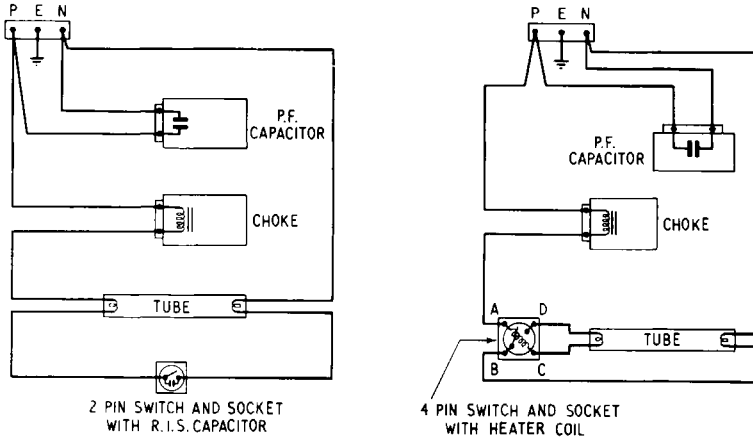 P E N
P.F.
CAPACITOR
CHOKE
TUBE
2 PIN SWITCH AND SOCKET
WITH R.I.S. CAPACITOR
P E N
P.F.
CAPACITOR
CHOKE
A D
B C
TUBE
4 PIN SWITCH AND SOCKET
WITH HEATER COIL